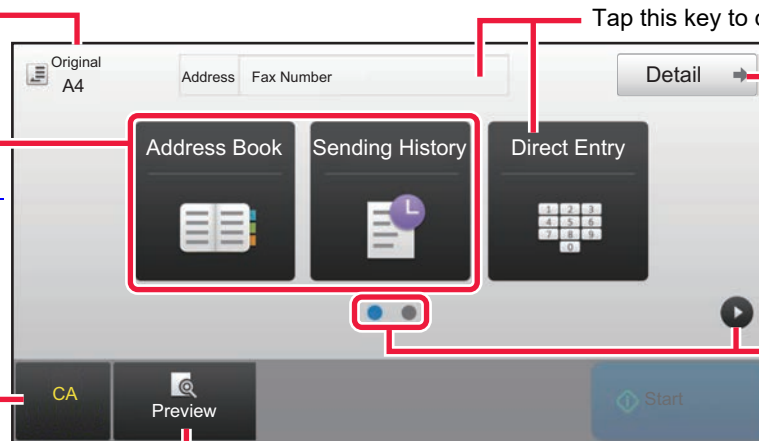 Tap this key to
Original
A4
Address Fax Number
Detail
Address Book
Sending History
Direct Entry
1 2 3
4 5 6
7 8 9
0
CA
Preview
Start